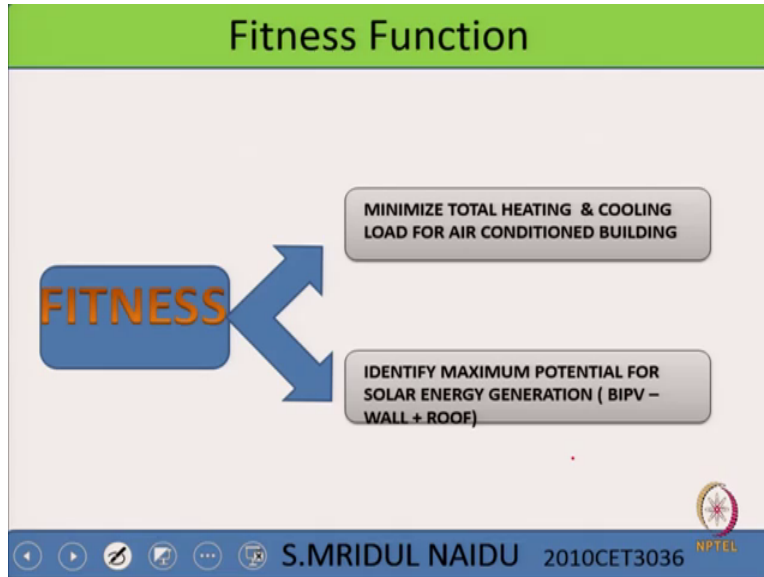 Fitness Function
MINIMIZE TOTAL HEATING & COOLING
LOAD FOR AIR CONDITIONED BUILDING
FITNESS
IDENTIFY MAXIMUM POTENTIAL FOR
SOLAR ENERGY GENERATION ( BIPV –
WALL + ROOF)
S.MRIDUL NAIDU 2010CET3036
NPTEL